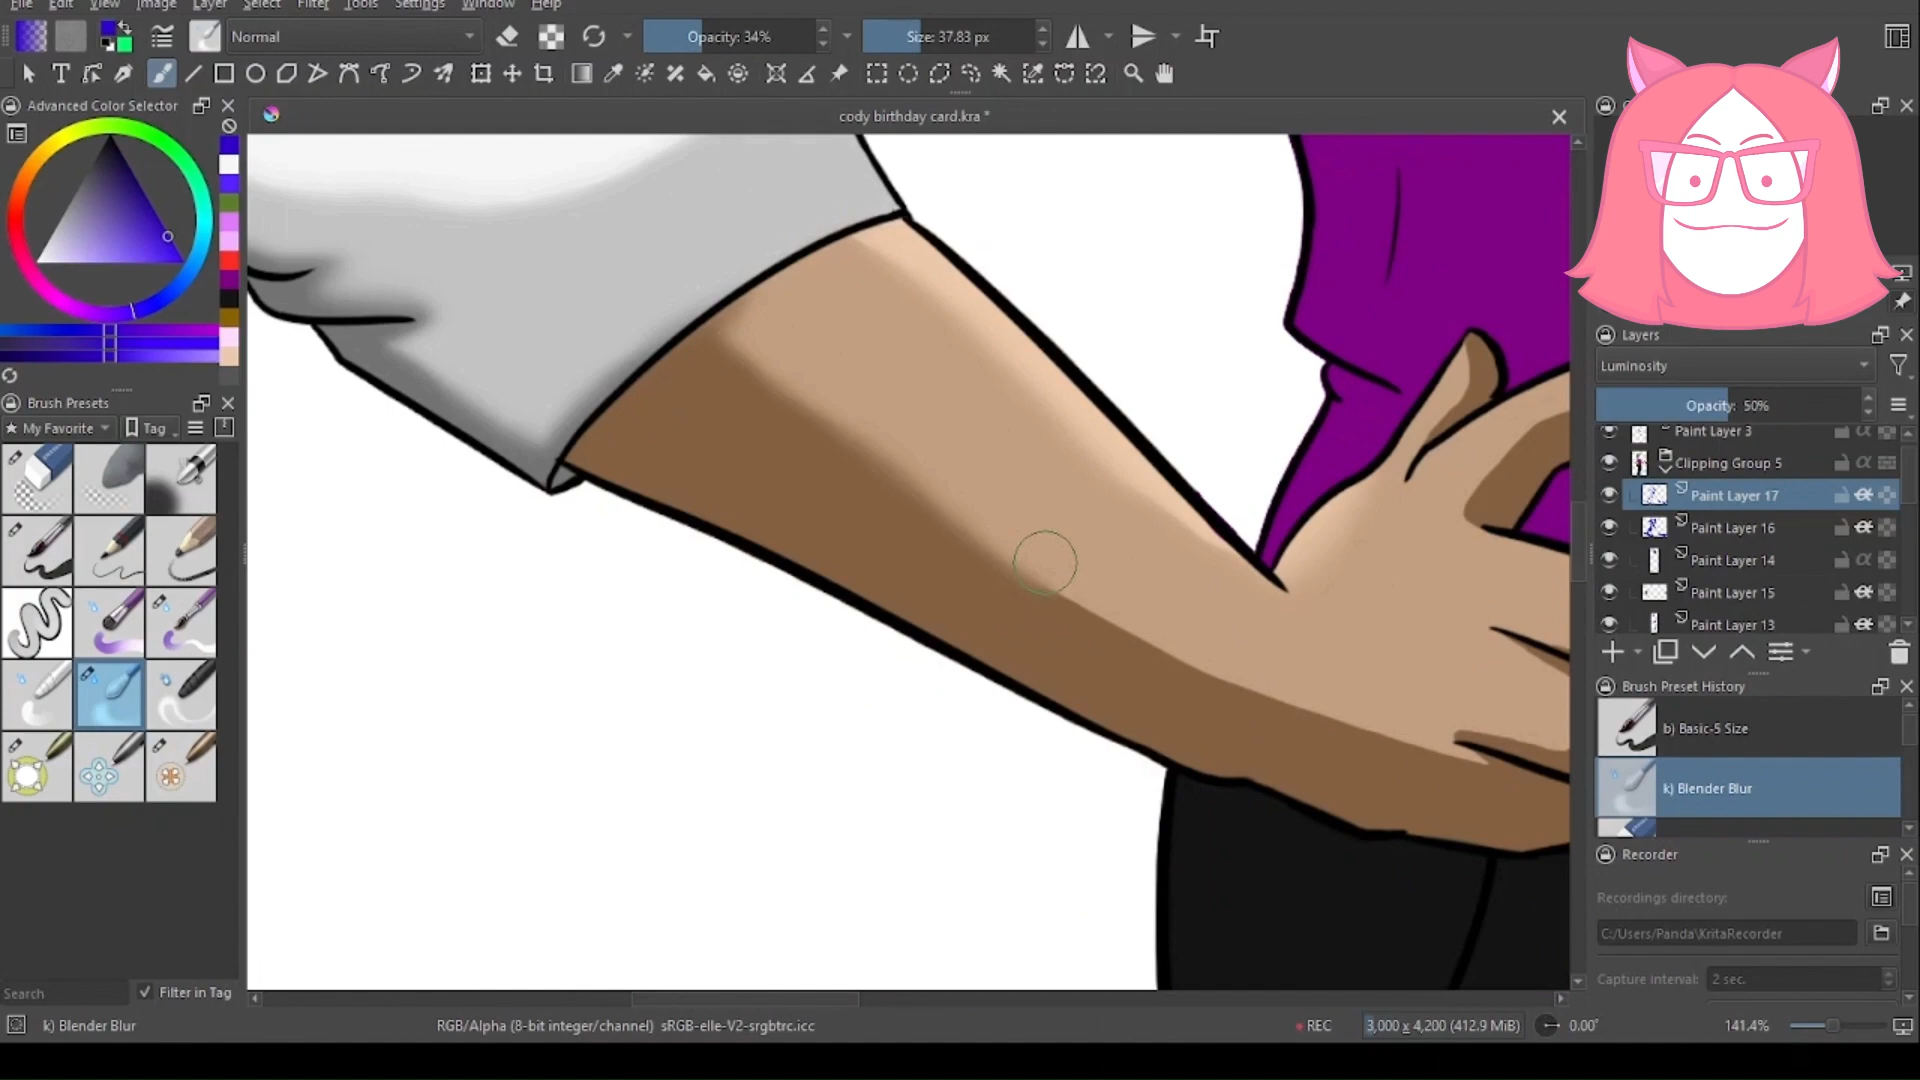 File Edit View Image Layer Select Filter Tools Settings Window Help
Normal
Opacity: 34%
Size: 37.83 px
Advanced Color Selector
cody birthday card.kra *
Layers
Luminosity
Opacity: 50%
Paint Layer 3
Clipping Group 5
Paint Layer 17
Paint Layer 16
Paint Layer 14
Paint Layer 15
Paint Layer 13
Brush Presets
★ My Favorite
Tag
Brush Preset History
b) Basic-5 Size
k) Blender Blur
Recorder
Recordings directory:
C:/Users/Panda\KritaRecorder
Capture interval: 2 sec.
Search
Filter in Tag
k) Blender Blur
RGB/Alpha (8-bit integer/channel) sRGB-elle-V2-srgbtrc.icc
REC
3,000 x 4,200 (412.9 MiB)
0.00°
141.4%